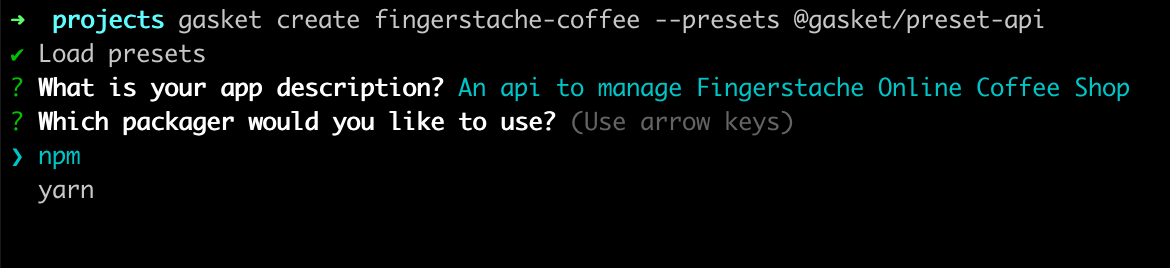 ➜  projects gasket create fingerstache-coffee --presets @gasket/preset-api
✔ Load presets
? What is your app description? An api to manage Fingerstache Online Coffee Shop
? Which packager would you like to use? (Use arrow keys)
❯ npm
  yarn